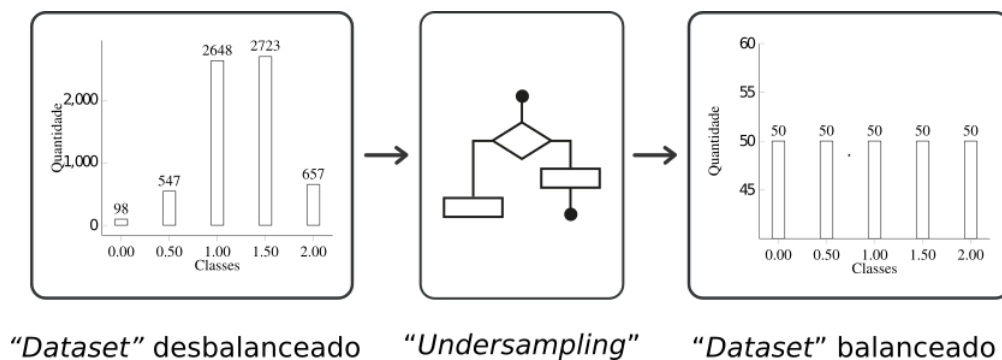 Quantidade
2,000
1,000
0
98
547
2648
2723
657
0.00 0.50 1.00 1.50 2.00
Classes
Quantidade
60
55
50
45
50 50 50 50 50
0.00 0.50 1.00 1.50 2.00
Classes
“Dataset” desbalanceado
“Undersampling”
“Dataset” balanceado